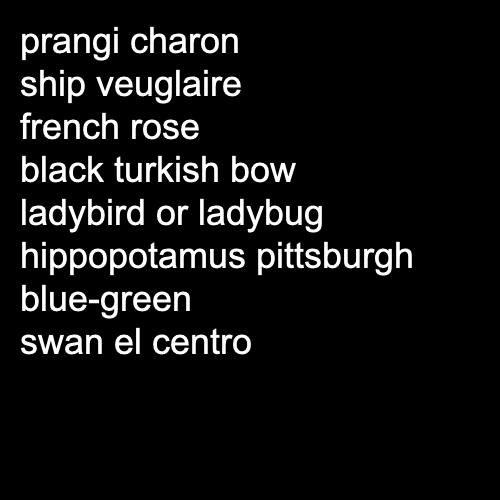 prangi charon
ship veuglaire
french rose
black turkish bow
ladybird or ladybug
hippopotamus pittsburgh
blue-green
swan el centro